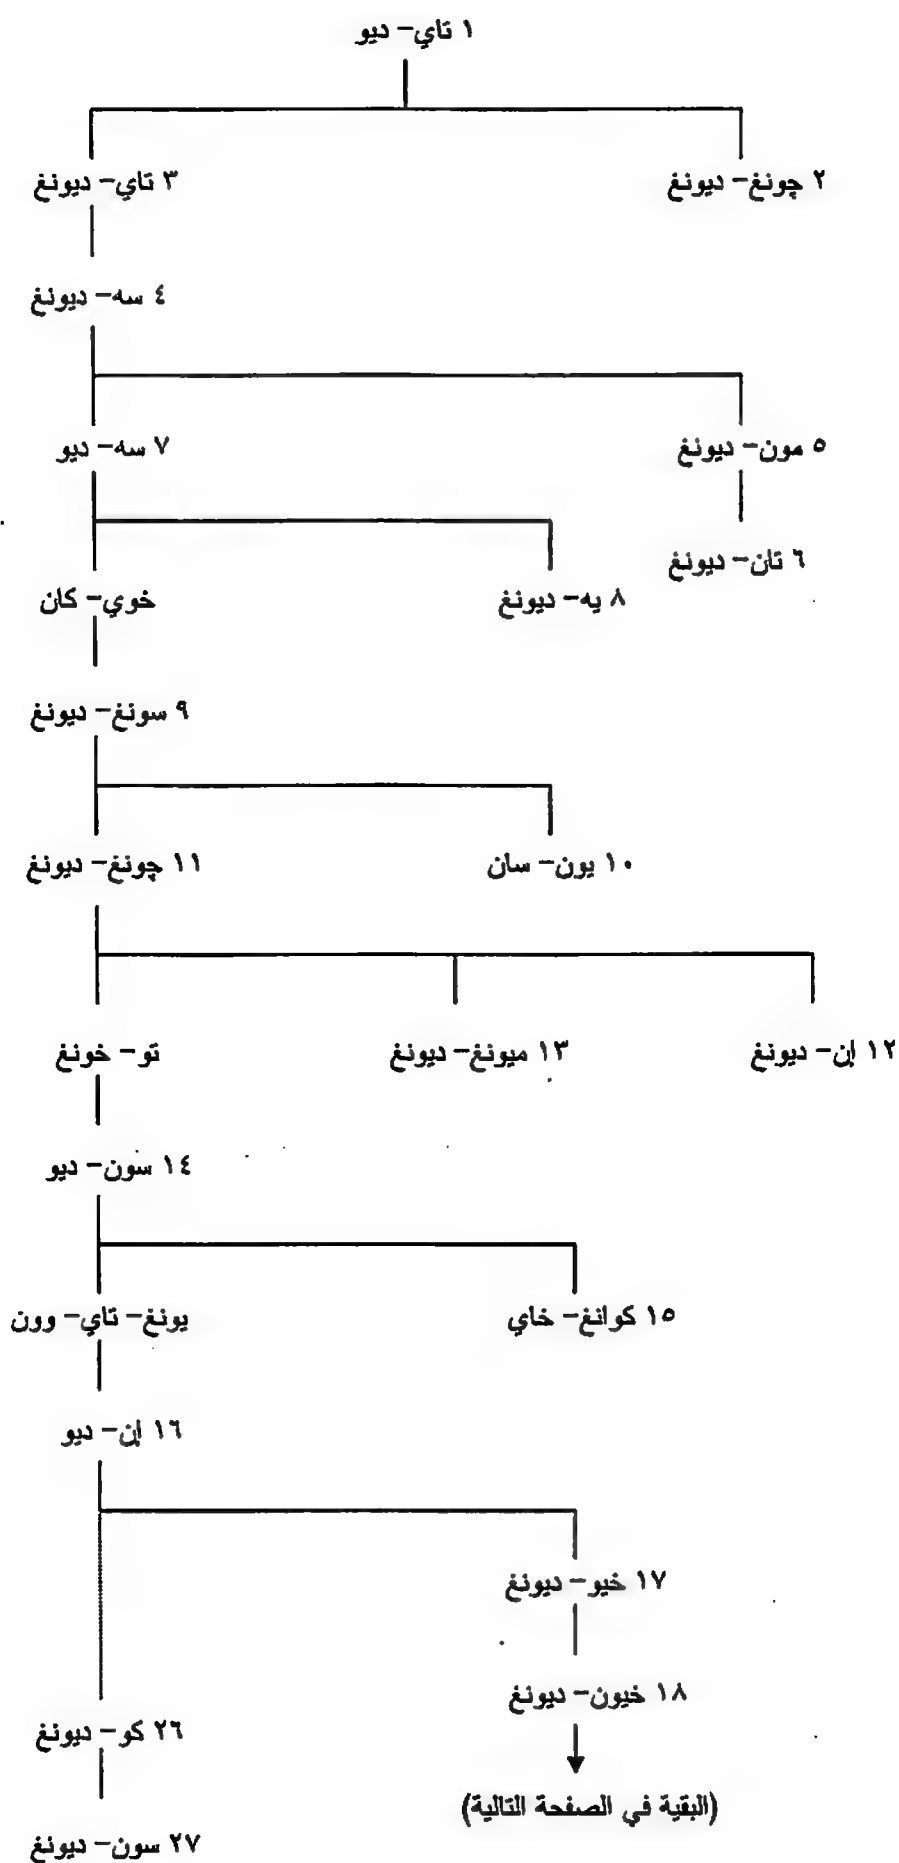 ١ تاي- ديو
٢ چونغ- ديونغ
٣ تاي- ديونغ
٤ سه- ديونغ
٥ مون- ديونغ
٧ سه- ديو
٦ تان- ديونغ
٨ يه- ديونغ
خوي- كان
٩ سونغ- ديونغ
١٠ يون- سان
١١ چونغ- ديونغ
١٢ إن- ديونغ
١٣ ميونغ- ديونغ
تو- خونغ
١٤ سون- ديو
١٥ كوانغ- خاي
يونغ- تاي- وون
١٦ إن- ديو
١٧ خيو- ديونغ
١٨ خيون- ديونغ
٢٦ كو- ديونغ
(البقية في الصفحة التالية)
٢٧ سون- ديونغ